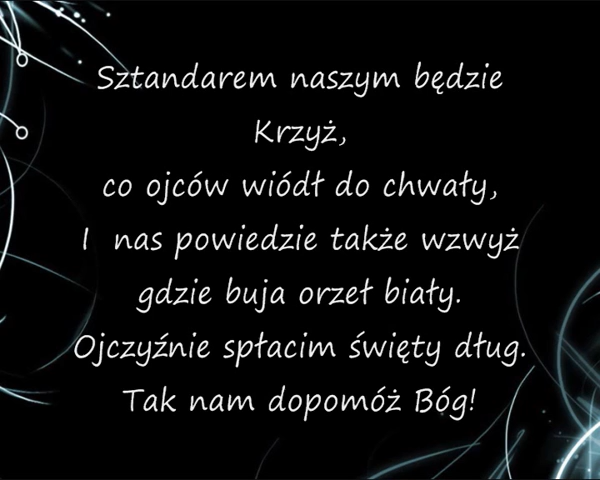 Sztandarem naszym będzie
Krzyż,
co ojców wiódł do chwały,
I nas powiedzie także wzwyż
gdzie buja orzeł biały.
Ojczyźnie spłacim święty dług.
Tak nam dopomóż Bóg!